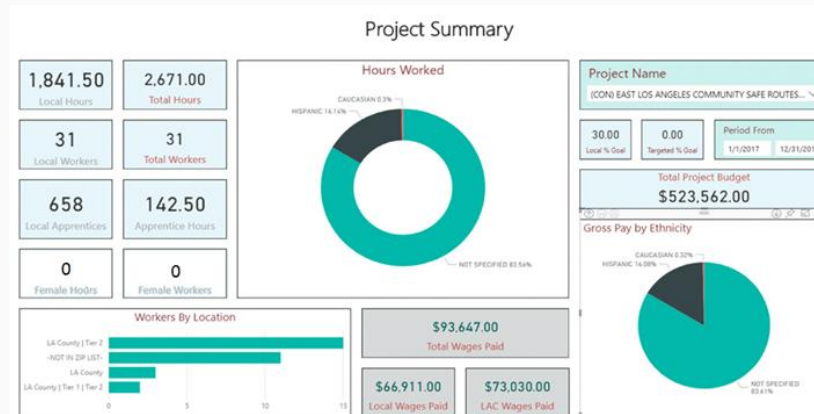 Project Summary
1,841.50
Local Hours
2,671.00
Total Hours
31
Local Workers
31
Total Workers
658
Local Apprentices
142.50
Apprentice Hours
0
Female Hours
0
Female Workers
Hours Worked
CAUCASIAN 0.3%
HISPANIC 16.14%
NOT SPECIFIED 83.56%
Project Name
(CON) EAST LOS ANGELES COMMUNITY SAFE ROUTES...
30.00
Local % Goal
0.00
Targeted % Goal
Period From
1/1/2017 12/31/201
Total Project Budget
$523,562.00
Gross Pay by Ethnicity
CAUCASIAN 0.32%
HISPANIC 16.08%
NOT SPECIFIED
83.61%
Workers By Location
LA County | Tier 2
-NOT IN ZIP LIST-
LA County
LA County | Tier 1 | Tier 2
0 5 10 15
$93,647.00
Total Wages Paid
$66,911.00
Local Wages Paid
$73,030.00
LAC Wages Paid